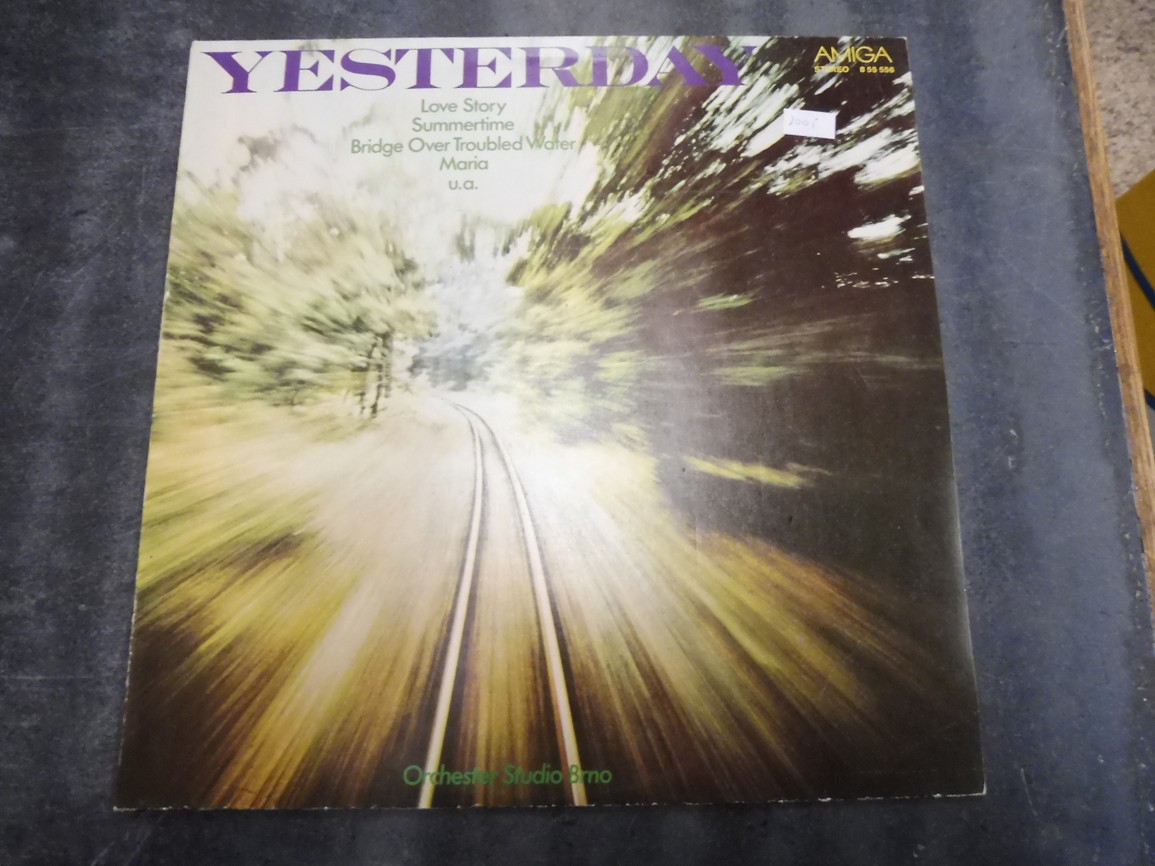 YESTERDAY
AMIGA
STEREO 8 55 556
Love Story
Summertime
Bridge Over Troubled Water
Maria
u.a.
Orchester Studio Brno